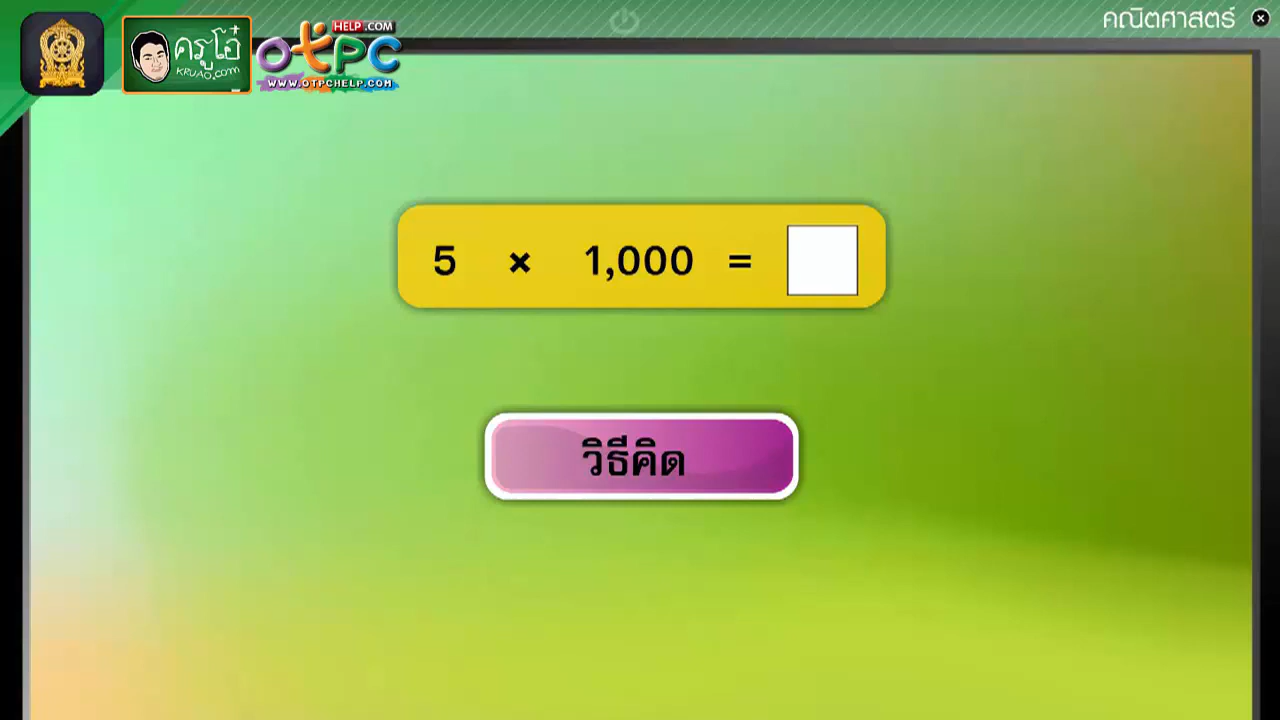 คณิตศาสตร์
ครูโอ๋
KRUAO.COM
HELP.COM
OTPC
WWW.OTPCHELP.COM
5 × 1,000 =
วิธีคิด